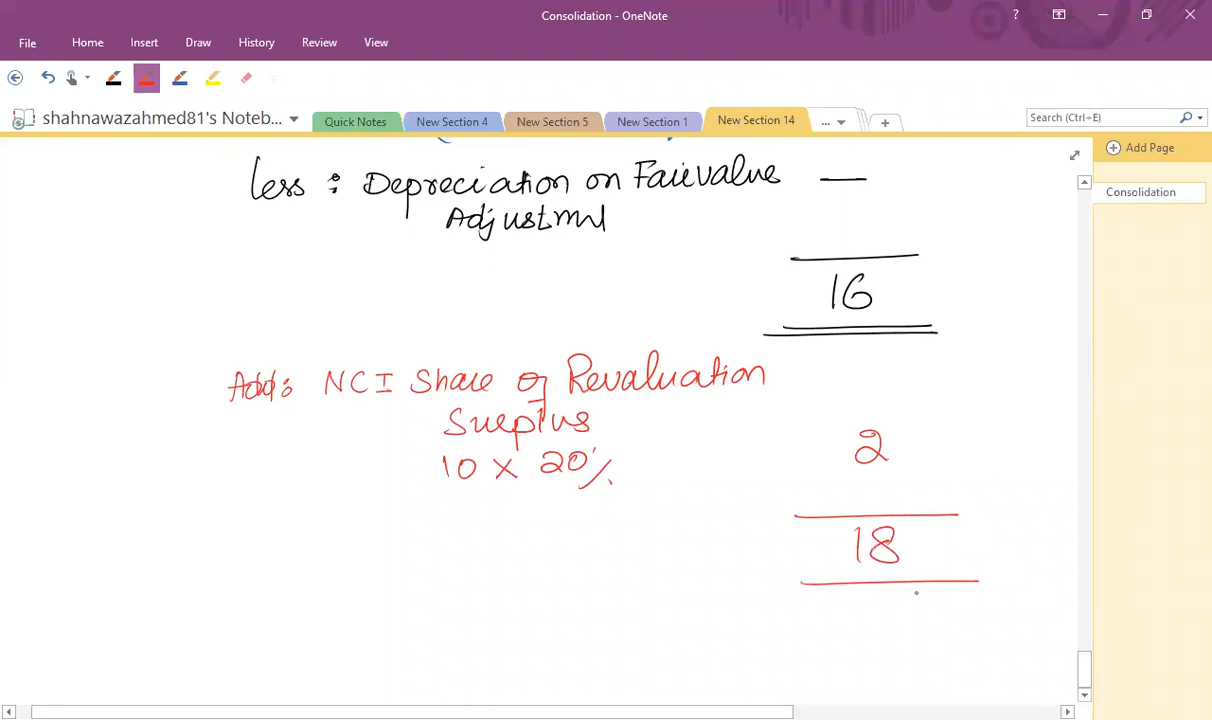 Consolidation - OneNote
?
File Home Insert Draw History Review View
shahnawazahmed81's Noteb... Quick Notes New Section 4 New Section 5 New Section 1 New Section 14 ... + Search (Ctrl+E)
Add Page
Consolidation
less : Depreciation on Fairvalue —
Adjustment
16
Add: NCI Share of Revaluation
Surplus
10 x 20% 2
18